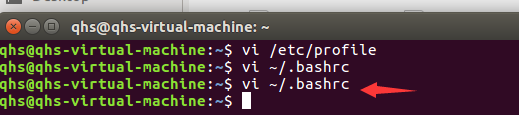 qhs@qhs-virtual-machine: ~
qhs@qhs-virtual-machine:~$ vi /etc/profile
qhs@qhs-virtual-machine:~$ vi ~/.bashrc
qhs@qhs-virtual-machine:~$ vi ~/.bashrc
qhs@qhs-virtual-machine:~$